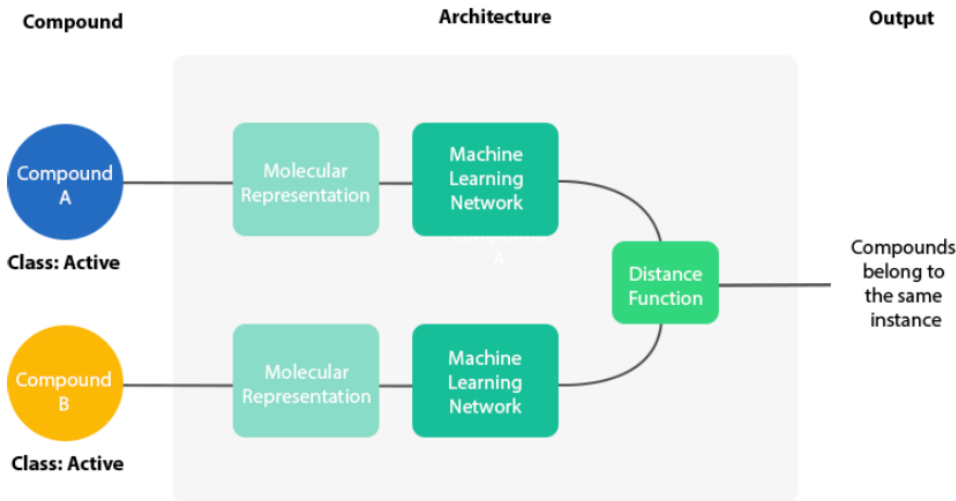 Compound
Architecture
Output
Compound
A
Class: Active
Molecular
Representation
Machine
Learning
Network
Compound
A
Distance
Function
Compounds
belong to
the same
instance
Compound
B
Class: Active
Molecular
Representation
Machine
Learning
Network